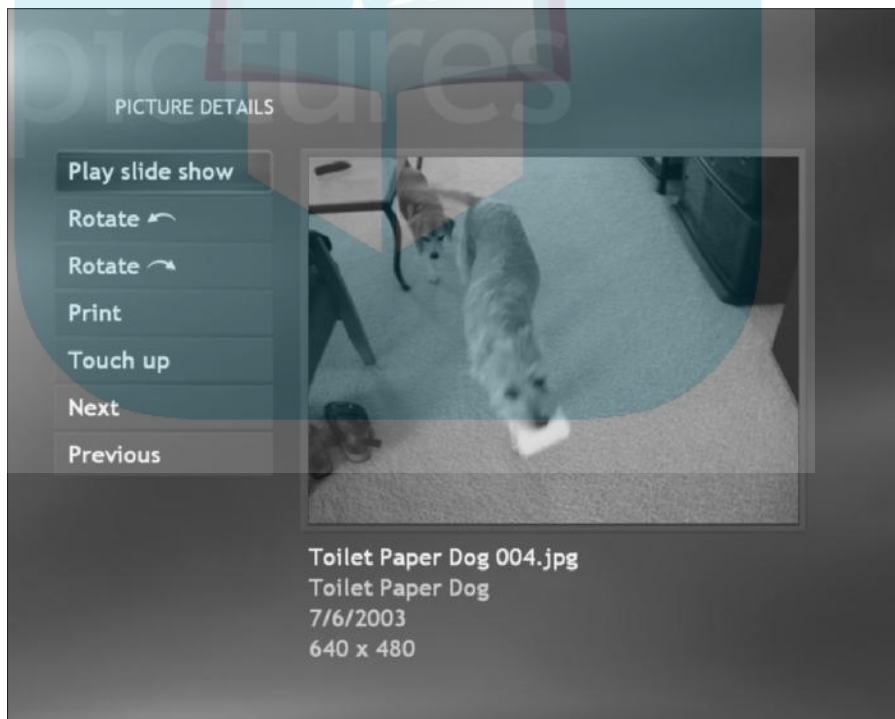 pictures
PICTURE DETAILS
Play slide show
Rotate
Rotate
Print
Touch up
Next
Previous
Toilet Paper Dog 004.jpg
Toilet Paper Dog
7/6/2003
640 x 480